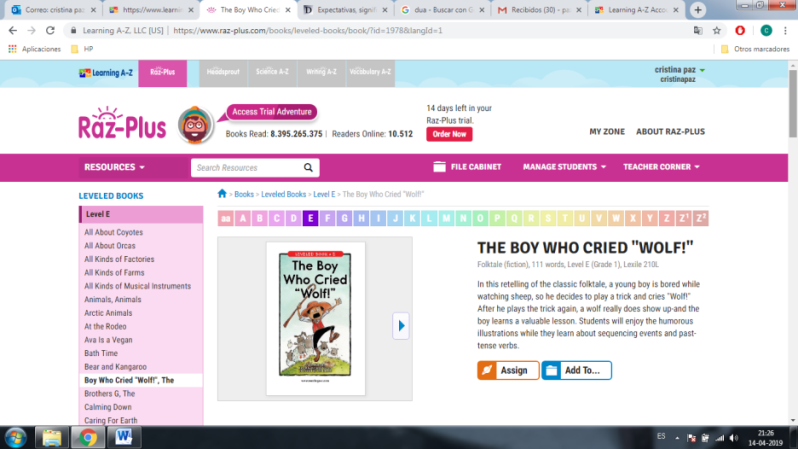 Correo: cristina pa
https://www.learni
The Boy Who Cried
Expectativas, signifi
dua - Buscar con G
Recibidos (30) - pa
Learning A-Z Acco
Learning A-Z, LLC [US] | https://www.raz-plus.com/books/leveled-books/book/?id=1978&langId=1
Aplicaciones HP Otros marcadores
Learning A-Z Raz-Plus Headsprout Science A-Z Writing A-Z Vocabulary A-Z
cristina paz
cristinapaz
Raz-Plus
Access Trial Adventure
Books Read: 8.395.265.375 | Readers Online: 10.512
14 days left in your
Raz-Plus trial.
Order Now
MY ZONE ABOUT RAZ-PLUS
RESOURCES Search Resources FILE CABINET MANAGE STUDENTS TEACHER CORNER
LEVELED BOOKS
Level E
All About Coyotes
All About Orcas
All Kinds of Factories
All Kinds of Farms
All Kinds of Musical Instruments
Animals, Animals
Arctic Animals
At the Rodeo
Ava Is a Vegan
Bath Time
Bear and Kangaroo
Boy Who Cried "Wolf!", The
Brothers G, The
Calming Down
Caring For Earth
> Books > Leveled Books > Level E > The Boy Who Cried "Wolf!"
aa A B C D E F G H I J K L M N O P Q R S T U V W X Y Z Z¹ Z²
LEVELED BOOK • E
The Boy
Who Cried
"Wolf!"
THE BOY WHO CRIED "WOLF!"
Folktale (fiction), 111 words, Level E (Grade 1), Lexile 210L
In this retelling of the classic folktale, a young boy is bored while
watching sheep, so he decides to play a trick and cries "Wolf!"
After he plays the trick again, a wolf really does show up-and the
boy learns a valuable lesson. Students will enjoy the humorous
illustrations while they learn about sequencing events and past-
tense verbs.
Assign Add To...
ES 21:26
14-04-2019